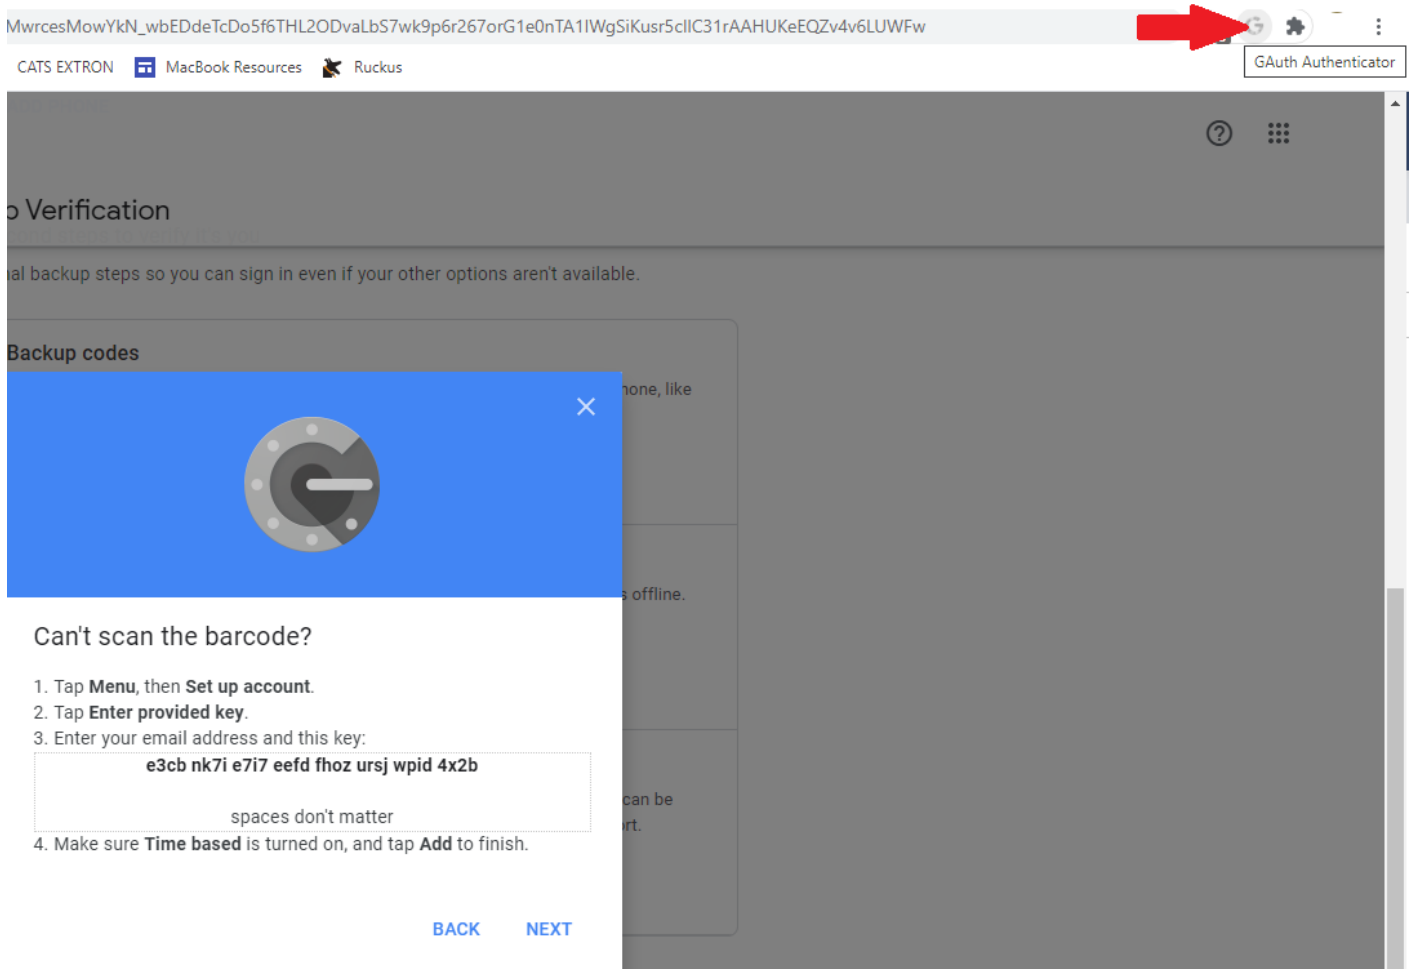 MwrcesMowYkN_wbEDdeTcDo5f6THL2ODvaLbS7wk9p6r267orG1e0nTA1IWgSiKusr5cllC31rAAHUKeEQZv4v6LUWFw
GAuth Authenticator
CATS EXTRON MacBook Resources Ruckus
Verification
backup steps so you can sign in even if your other options aren't available.
Backup codes
like
offline.
can be
Can't scan the barcode?
1. Tap Menu, then Set up account.
2. Tap Enter provided key.
3. Enter your email address and this key:
e3cb nk7i e7i7 eefd fhoz ursj wpid 4x2b
spaces don't matter
4. Make sure Time based is turned on, and tap Add to finish.
BACK NEXT